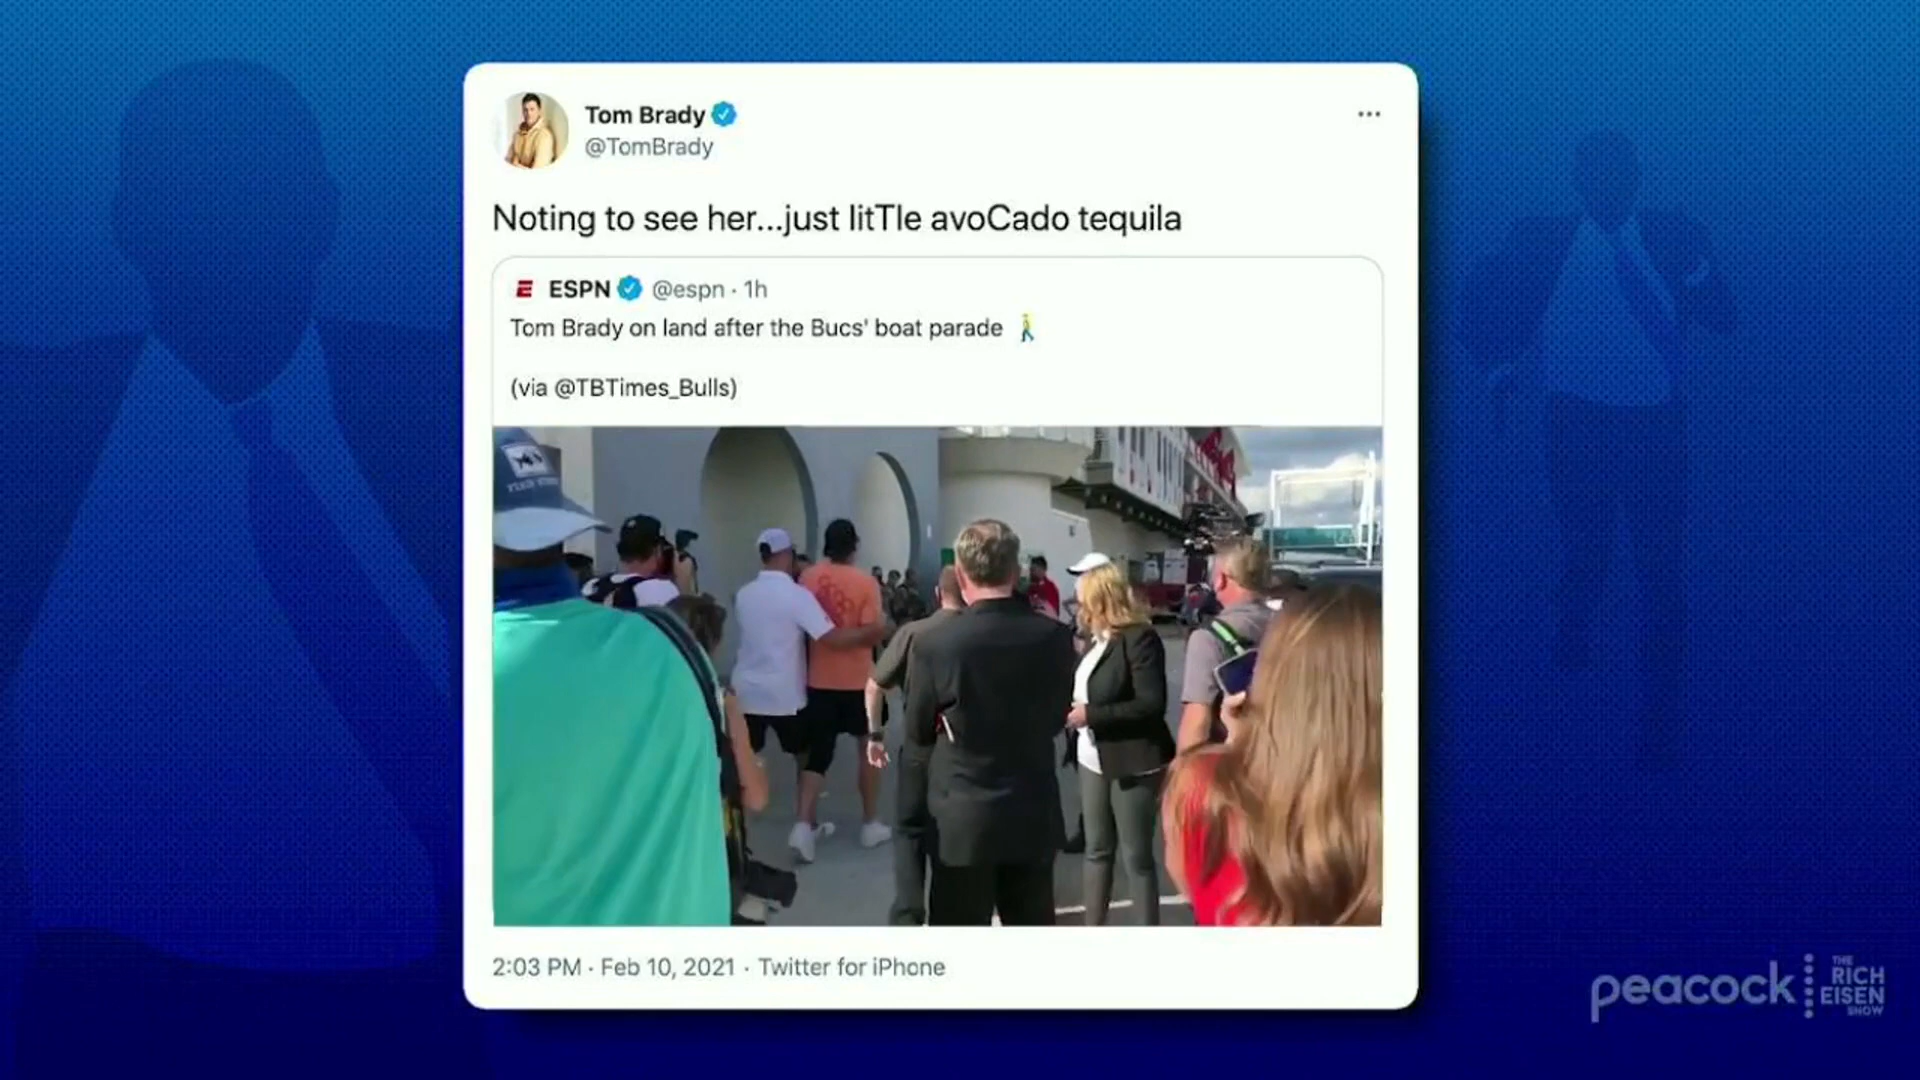 Tom Brady
@TomBrady
Noting to see her...just litTle avoCado tequila
ESPN @espn · 1h
Tom Brady on land after the Bucs' boat parade
(via @TBTimes_Bulls)
2:03 PM · Feb 10, 2021 · Twitter for iPhone
peacock
THE
RICH
EISEN
SHOW